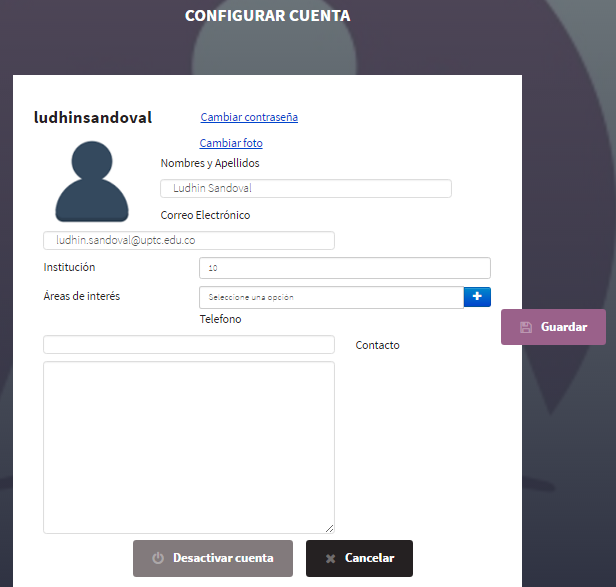 CONFIGURAR CUENTA
ludhinsandoval
Cambiar contraseña
Cambiar foto
Nombres y Apellidos
Ludhin Sandoval
Correo Electrónico
ludhin.sandoval@uptc.edu.co
Institución
10
Áreas de interés
Seleccione una opción
+
Telefono
Guardar
Contacto
Desactivar cuenta
Cancelar